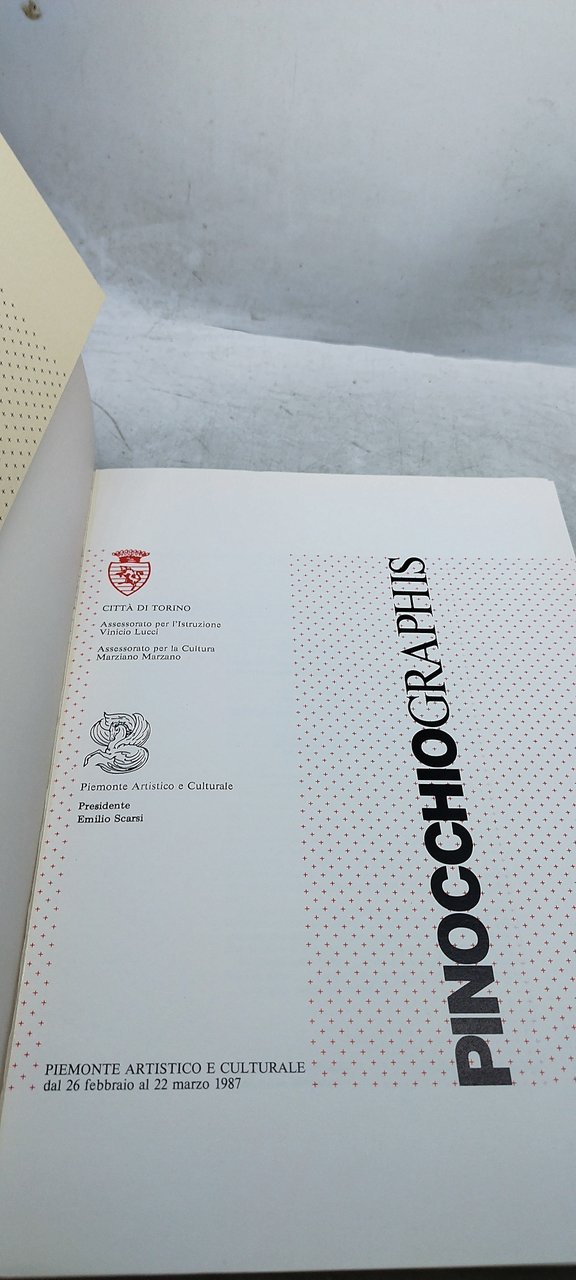 CITTÀ DI TORINO
Assessorato per l'Istruzione
Vinicio Lucci
Assessorato per la Cultura
Marziano Marzano
Piemonte Artistico e Culturale
Presidente
Emilio Scarsi
PINOCCHIOGRAPHIS
PIEMONTE ARTISTICO E CULTURALE
dal 26 febbraio al 22 marzo 1987